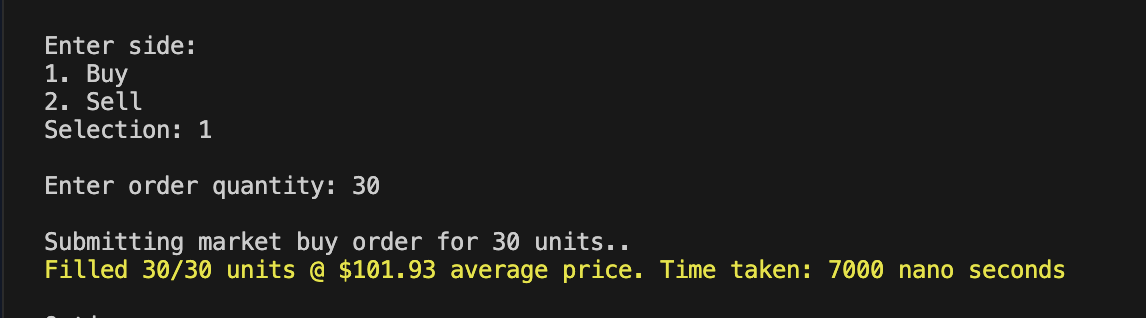 Enter side:
1. Buy
2. Sell
Selection: 1
Enter order quantity: 30
Submitting market buy order for 30 units..
Filled 30/30 units @ $101.93 average price. Time taken: 7000 nano seconds